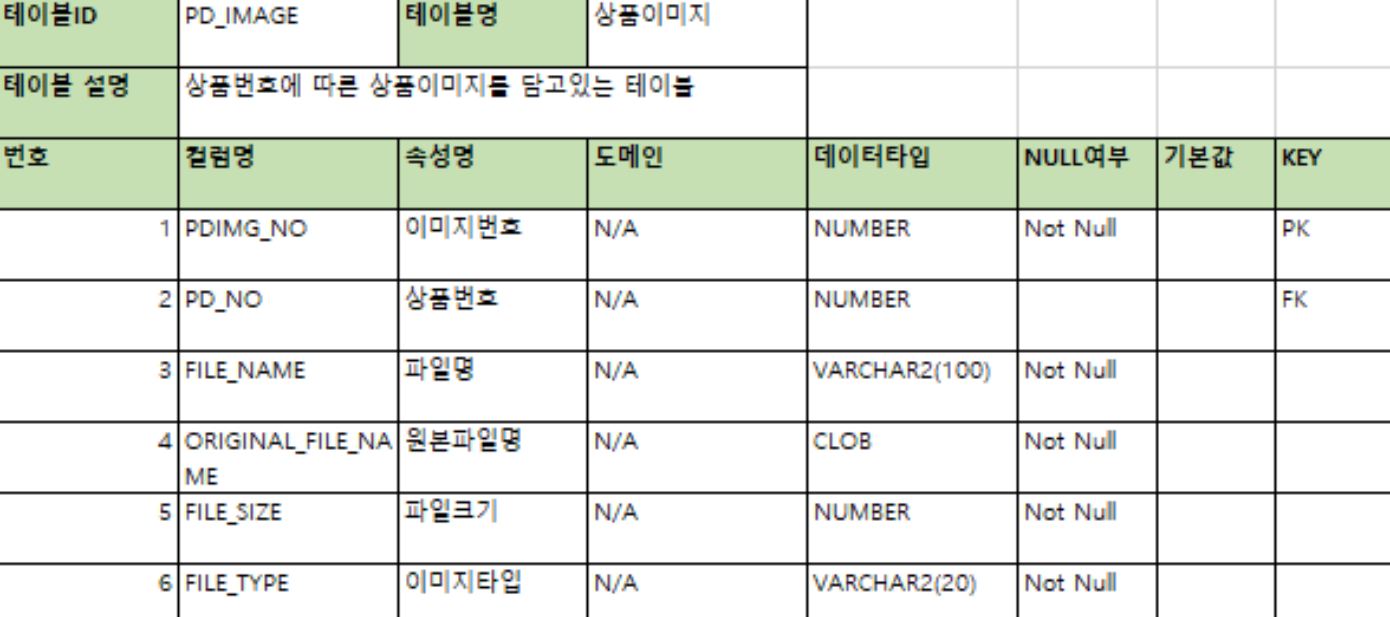 테이블ID PD_IMAGE 테이블명 상품이미지
테이블 설명 상품번호에 따른 상품이미지를 담고있는 테이블
번호 컬럼명 속성명 도메인 데이터타입 NULL여부 기본값 KEY
1 PDIMG_NO 이미지번호 N/A NUMBER Not Null PK
2 PD_NO 상품번호 N/A NUMBER FK
3 FILE_NAME 파일명 N/A VARCHAR2(100) Not Null
4 ORIGINAL_FILE_NA 원본파일명 N/A CLOB Not Null
ME
5 FILE_SIZE 파일크기 N/A NUMBER Not Null
6 FILE_TYPE 이미지타입 N/A VARCHAR2(20) Not Null